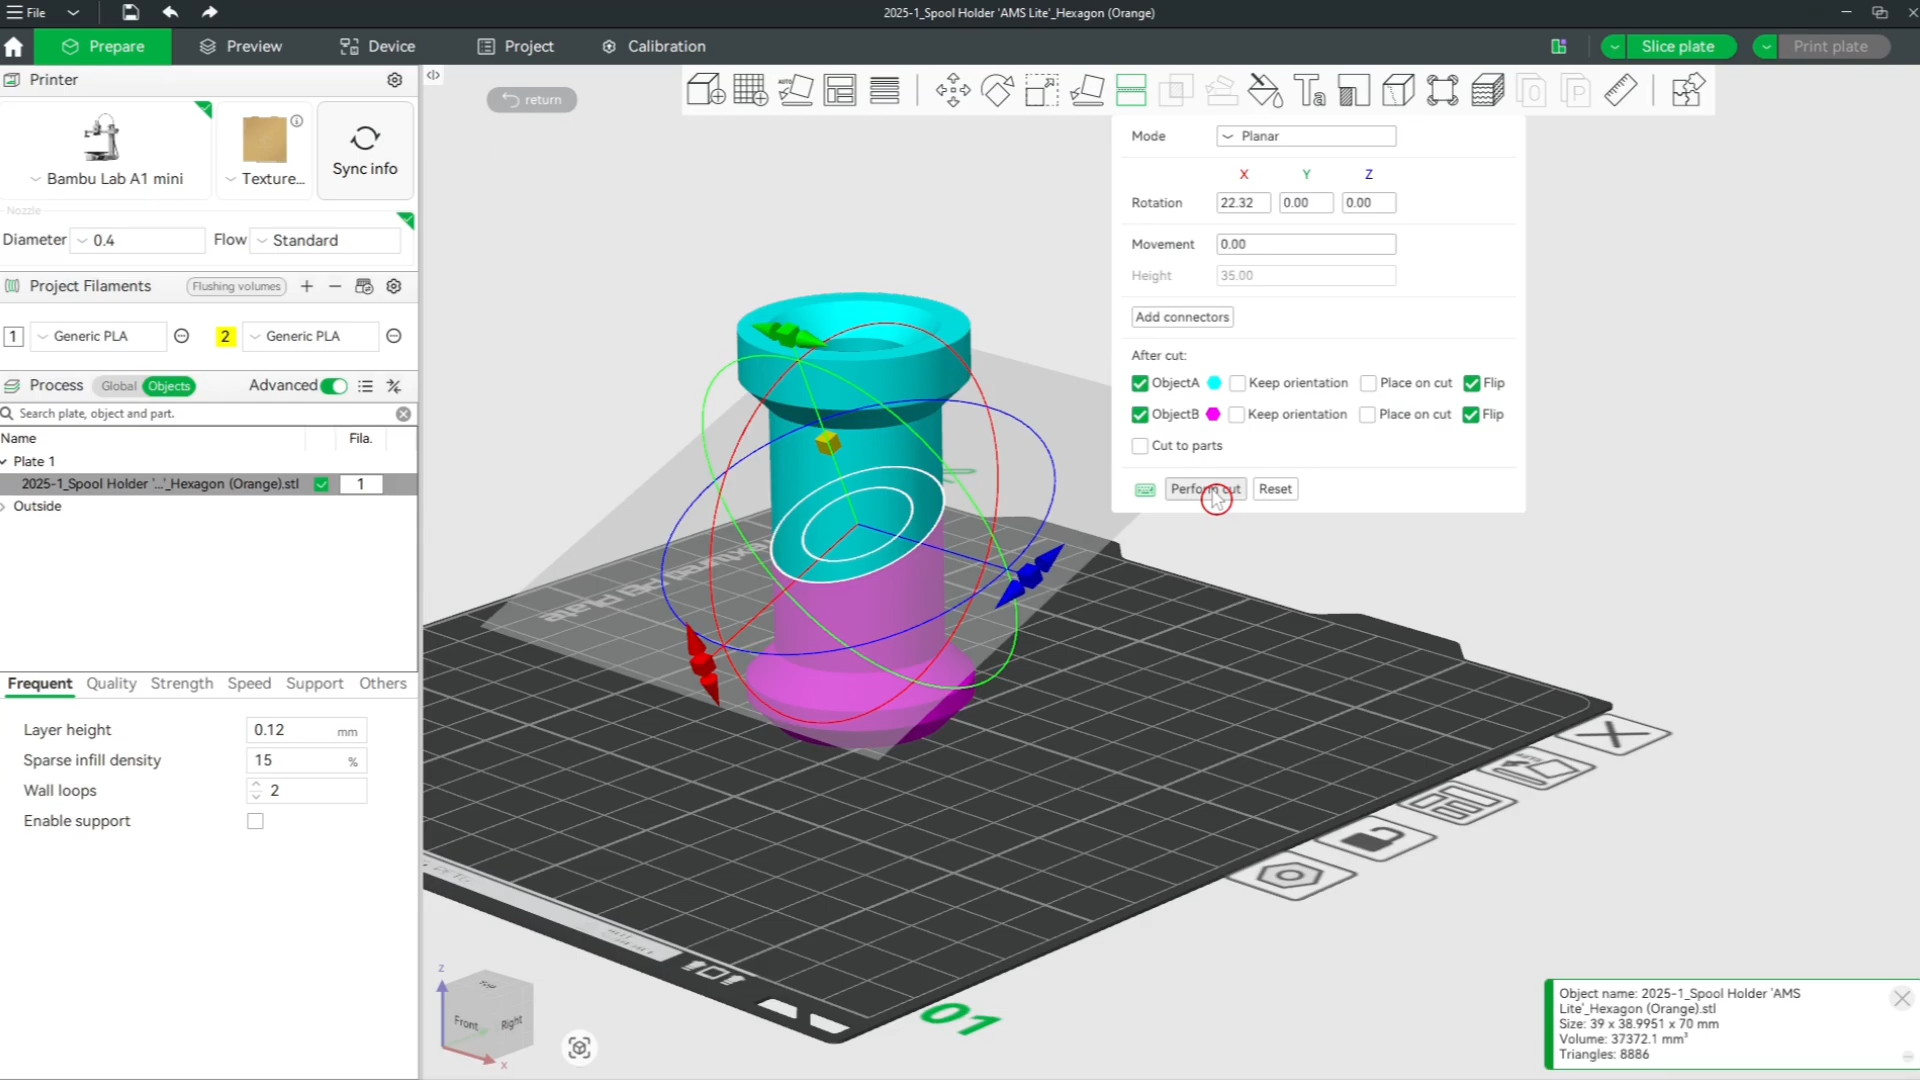 File
2025-1_Spool Holder 'AMS Lite'_Hexagon (Orange)
Prepare
Preview
Device
Project
Calibration
Slice plate
Print plate
Printer
return
Bambu Lab A1 mini
Texture...
Sync info
Nozzle
Diameter
0.4
Flow
Standard
Project Filaments
Flushing volumes
1
Generic PLA
2
Generic PLA
Process
Global
Objects
Advanced
Search plate, object and part.
Name
Fila.
Plate 1
2025-1_Spool Holder '...'_Hexagon (Orange).stl
1
Outside
Frequent
Quality
Strength
Speed
Support
Others
Layer height
0.12
mm
Sparse infill density
15
%
Wall loops
2
Enable support
Mode
Planar
X
Y
Z
Rotation
22.32
0.00
0.00
Movement
0.00
Height
35.00
Add connectors
After cut:
ObjectA
Keep orientation
Place on cut
Flip
ObjectB
Keep orientation
Place on cut
Flip
Cut to parts
Perform cut
Reset
01
Z
Top
Front
Right
X
Object name: 2025-1_Spool Holder 'AMS
Lite'_Hexagon (Orange).stl
Size: 39 x 38.9951 x 70 mm
Volume: 37372.1 mm³
Triangles: 8886